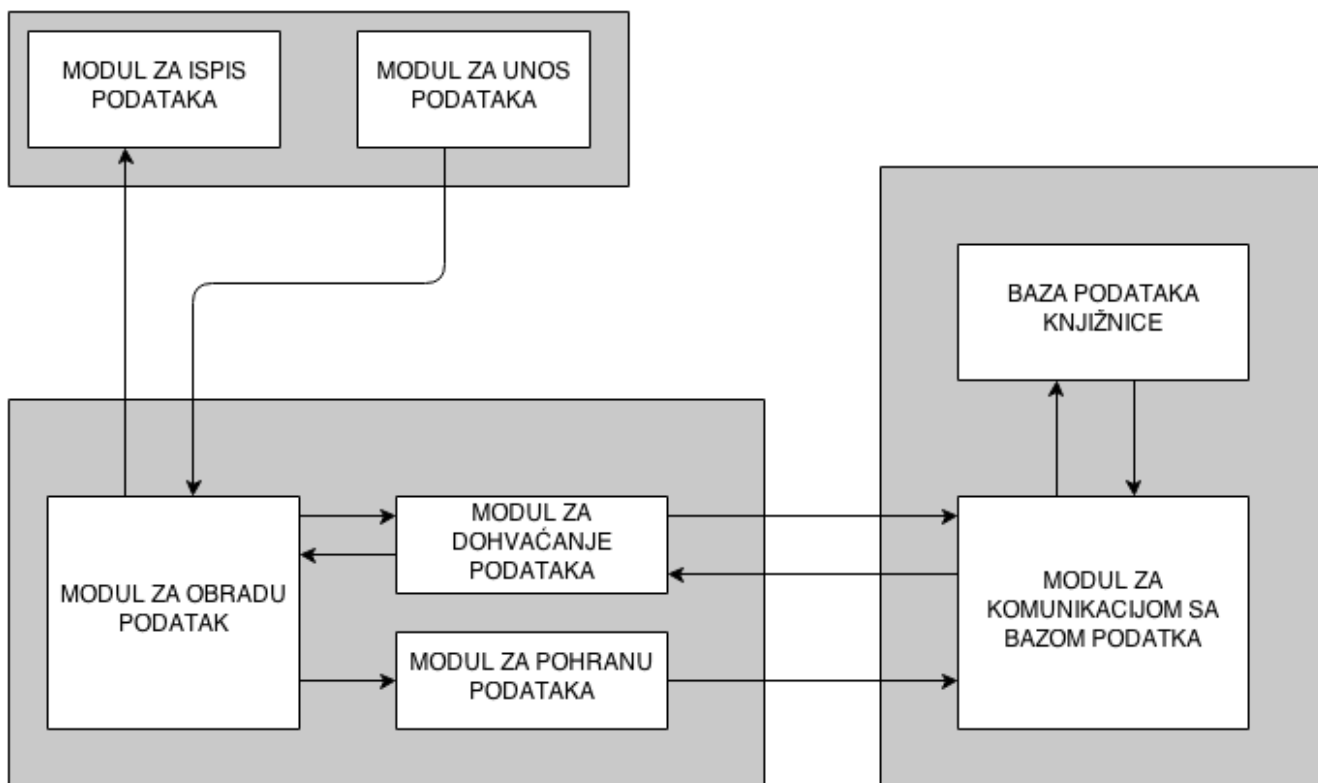 MODUL ZA ISPIS
PODATAKA
MODUL ZA UNOS
PODATAKA
BAZA PODATAKA
KNJIŽNICE
MODUL ZA OBRADU
PODATAK
MODUL ZA
DOHVAĆANJE
PODATAKA
MODUL ZA POHRANU
PODATAKA
MODUL ZA
KOMUNIKACIJOM SA
BAZOM PODATKA